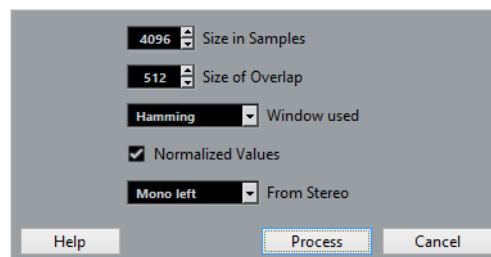 4096 Size in Samples
512 Size of Overlap
Hamming Window used
Normalized Values
Mono left From Stereo
Help Process Cancel